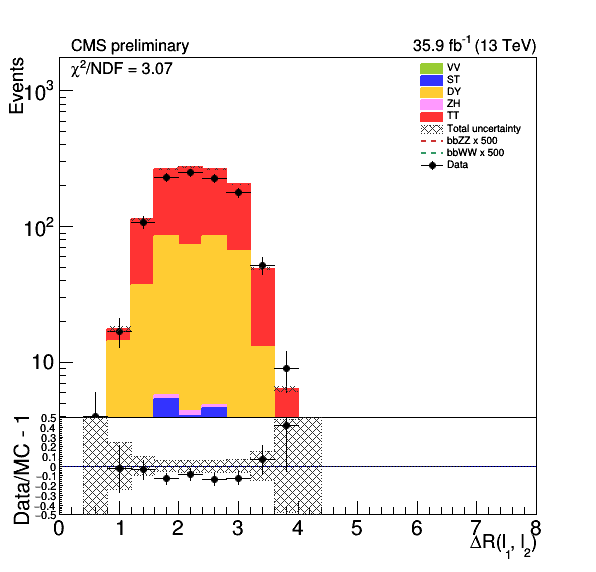 CMS preliminary
35.9 fb⁻¹ (13 TeV)
χ²/NDF = 3.07
Events
10³
10²
10
VV
ST
DY
ZH
TT
Total uncertainty
bbZZ x 500
bbWW x 500
Data
Data/MC - 1
0.5
0.4
0.3
0.2
0.1
0
−0.1
−0.2
−0.3
−0.4
−0.5
0 1 2 3 4 5 6 7 8
ΔR(l₁, l₂)